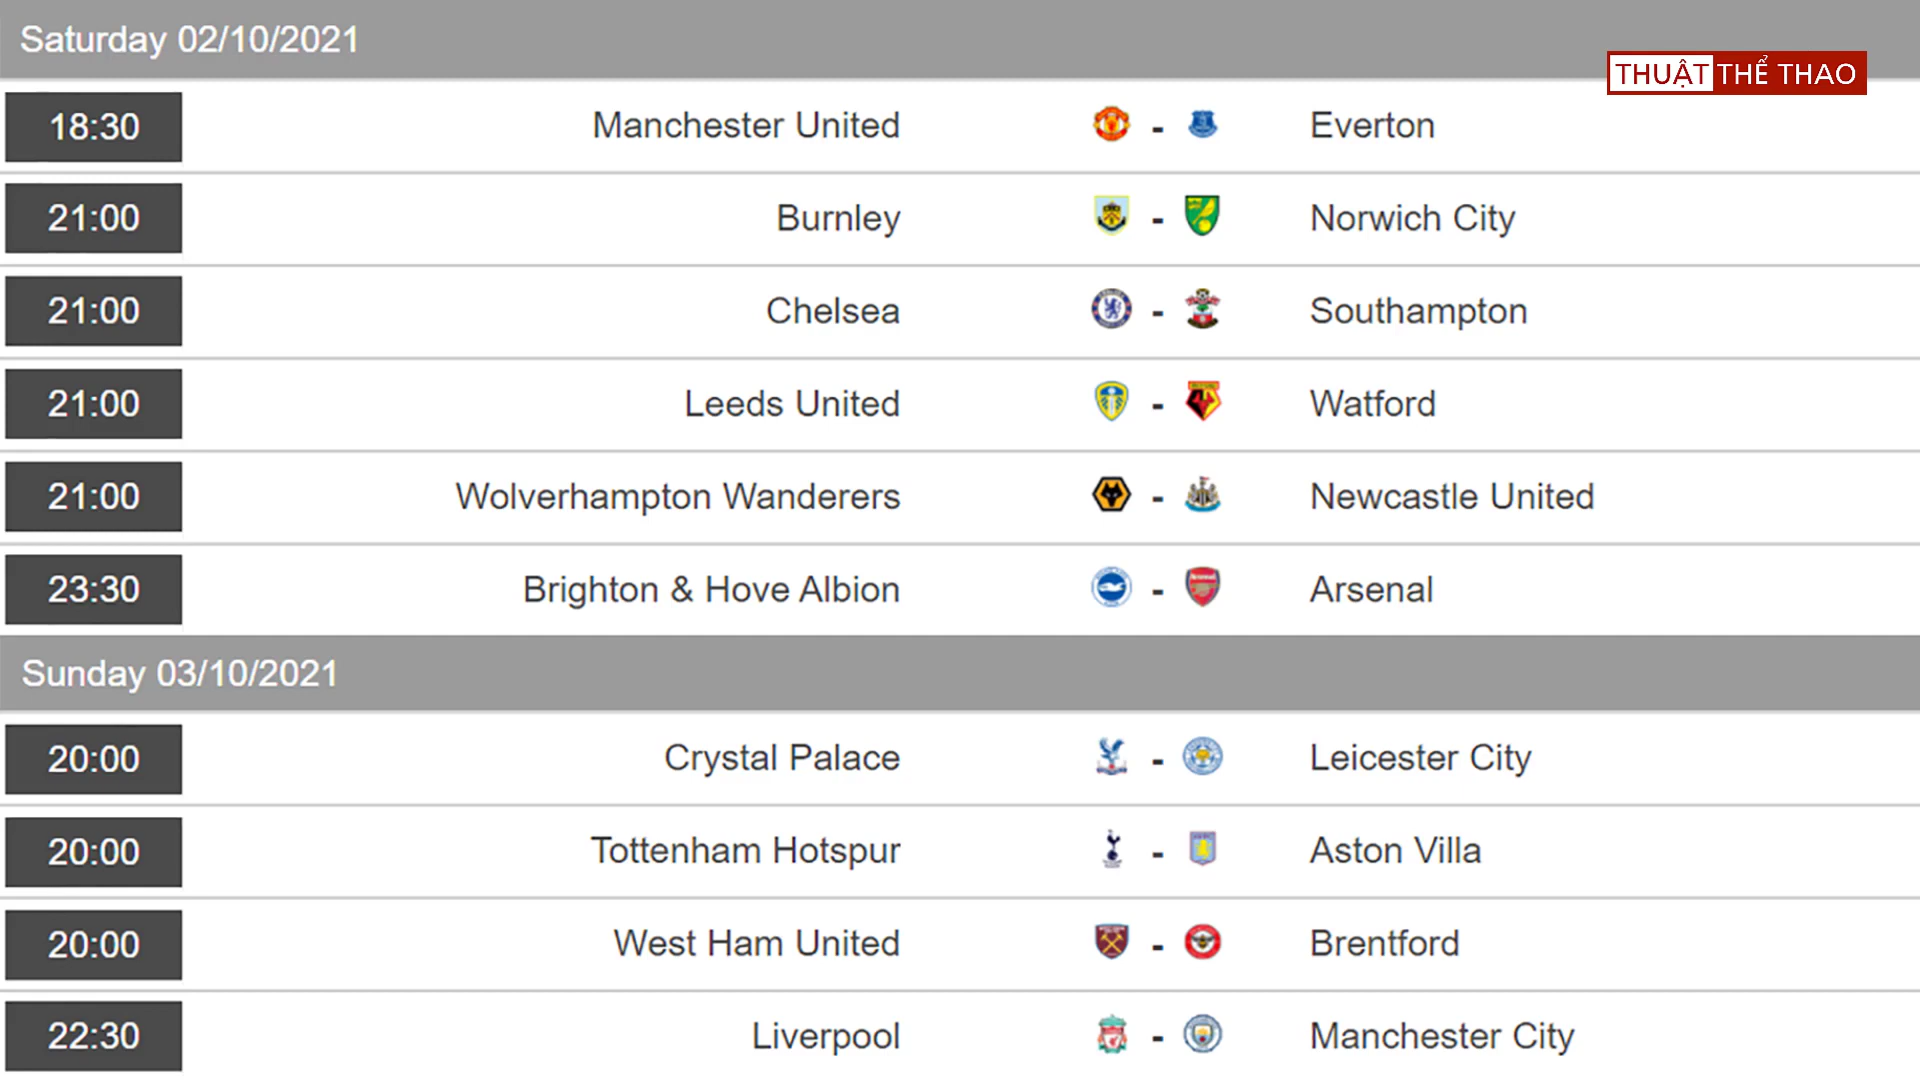 Saturday 02/10/2021
THUẬT THỂ THAO
18:30 Manchester United - Everton
21:00 Burnley - Norwich City
21:00 Chelsea - Southampton
21:00 Leeds United - Watford
21:00 Wolverhampton Wanderers - Newcastle United
23:30 Brighton & Hove Albion - Arsenal
Sunday 03/10/2021
20:00 Crystal Palace - Leicester City
20:00 Tottenham Hotspur - Aston Villa
20:00 West Ham United - Brentford
22:30 Liverpool - Manchester City